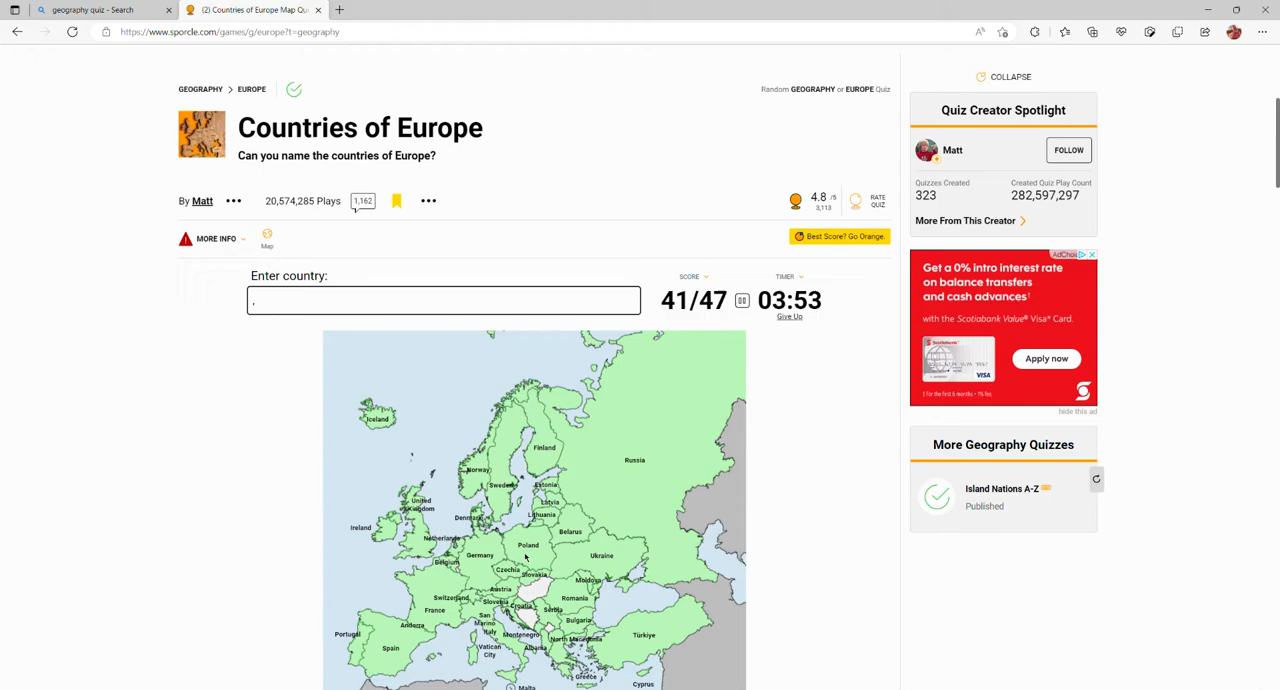 geography quiz - Search
(2) Countries of Europe Map Qu
https://www.sporcle.com/games/g/europe?t=geography
GEOGRAPHY > EUROPE
Random GEOGRAPHY or EUROPE Quiz
COLLAPSE
Countries of Europe
Can you name the countries of Europe?
Quiz Creator Spotlight
Matt
FOLLOW
Quizzes Created
323
Created Quiz Play Count
282,597,297
More From This Creator
By Matt
20,574,285 Plays
1,162
4.8 /5
3,113
RATE
QUIZ
MORE INFO
Map
Best Score? Go Orange.
Enter country:
,
SCORE
41/47
TIMER
03:53
Give Up
AdChoi
Get a 0% intro interest rate
on balance transfers
and cash advances†
with the Scotiabank Value® Visa* Card.
Scotiabank
VISA
Apply now
hide this ad
More Geography Quizzes
Island Nations A-Z
Published
Iceland
Finland
Russia
Norway
Sweden
Estonia
Latvia
Lithuania
United
Kingdom
Denmark
Ireland
Netherlands
Belarus
Poland
Germany
Ukraine
Belgium
Czechia
Slovakia
Moldova
Austria
Switzerland
Slovenia
Croatia
Romania
France
Serbia
San
Marino
Bulgaria
Andorra
Italy
Montenegro
Portugal
North Macedonia
Türkiye
Spain
Vatican
City
Albania
Greece
Cyprus
Malta